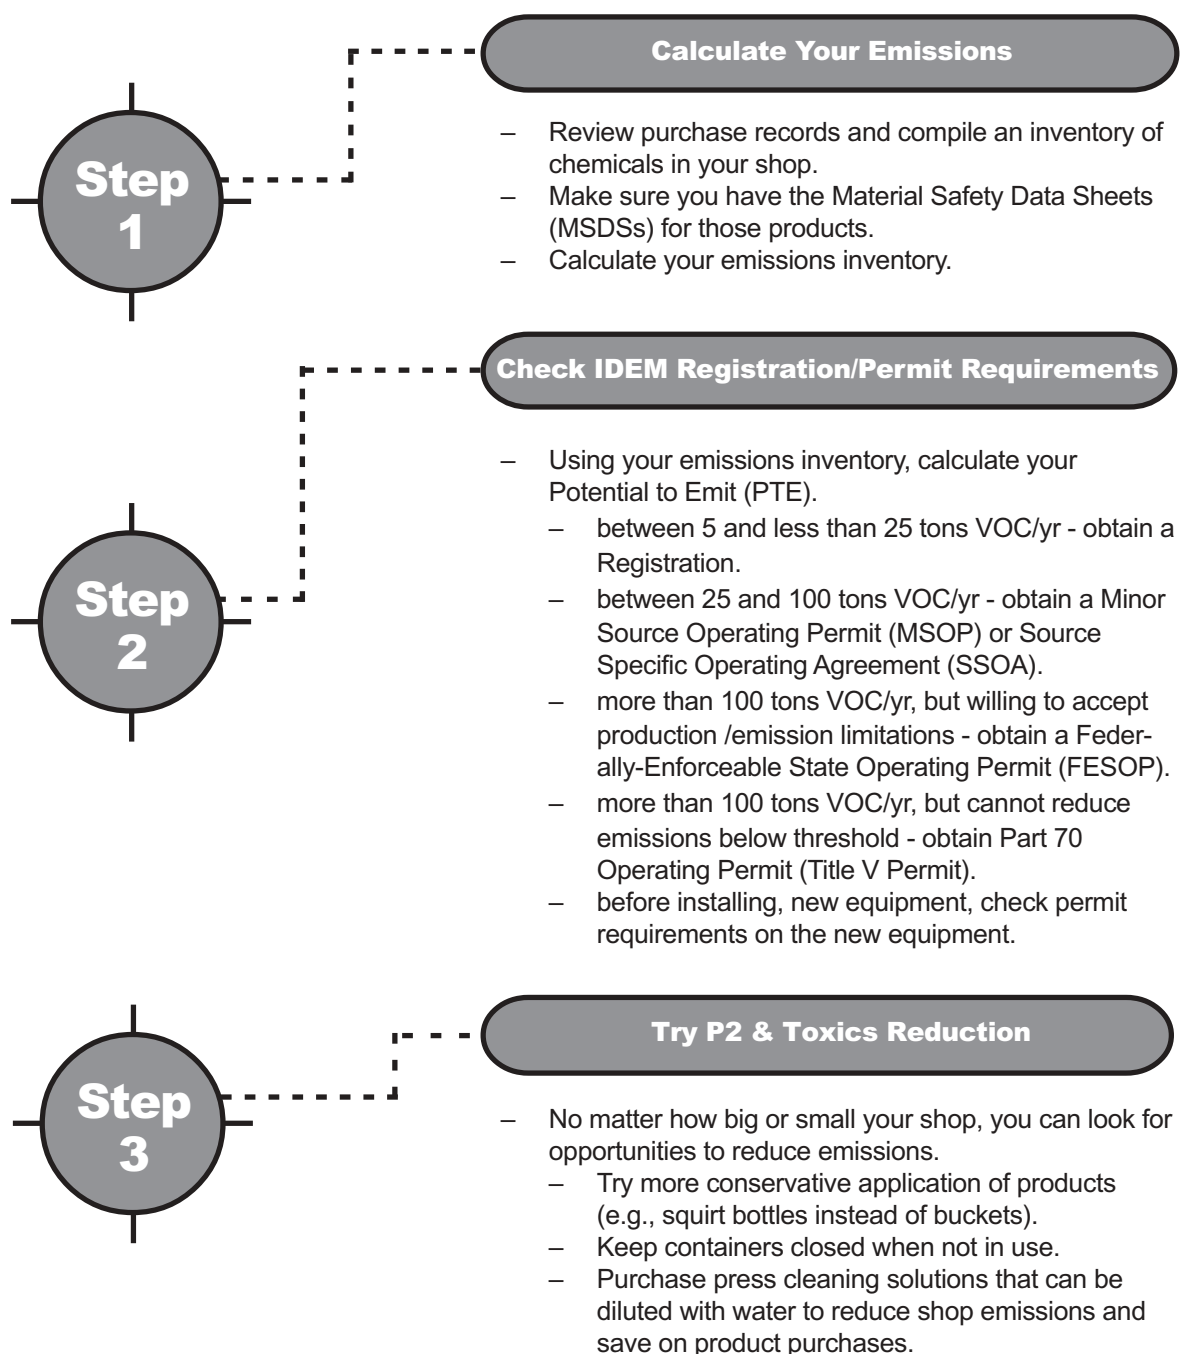 Calculate Your Emissions
Step
1
– Review purchase records and compile an inventory of
chemicals in your shop.
– Make sure you have the Material Safety Data Sheets
(MSDSs) for those products.
– Calculate your emissions inventory.
Check IDEM Registration/Permit Requirements
Step
2
– Using your emissions inventory, calculate your
Potential to Emit (PTE).
– between 5 and less than 25 tons VOC/yr - obtain a
Registration.
– between 25 and 100 tons VOC/yr - obtain a Minor
Source Operating Permit (MSOP) or Source
Specific Operating Agreement (SSOA).
– more than 100 tons VOC/yr, but willing to accept
production /emission limitations - obtain a Feder-
ally-Enforceable State Operating Permit (FESOP).
– more than 100 tons VOC/yr, but cannot reduce
emissions below threshold - obtain Part 70
Operating Permit (Title V Permit).
– before installing, new equipment, check permit
requirements on the new equipment.
Try P2 & Toxics Reduction
Step
3
– No matter how big or small your shop, you can look for
opportunities to reduce emissions.
– Try more conservative application of products
(e.g., squirt bottles instead of buckets).
– Keep containers closed when not in use.
– Purchase press cleaning solutions that can be
diluted with water to reduce shop emissions and
save on product purchases.